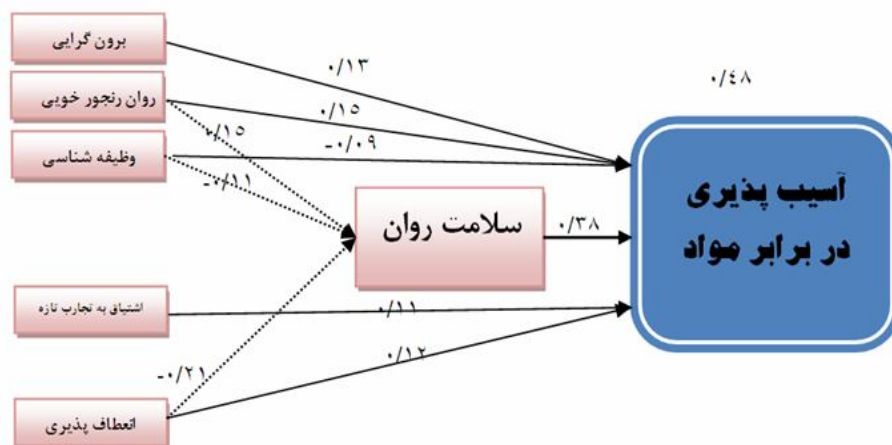 برون گرایی
۰/۱۳
۰/۴۸
روان رنجور خویی
۰/۱۵
۰/۱۵
وظیفه شناسی
-۰/۰۹
-۰/۱۱
سلامت روان
۰/۳۸
آسیب پذیری
در برابر مواد
اشتیاق به تجارب تازه
۰/۱۱
۰/۱۲
-۰/۲۱
انعطاف پذیری